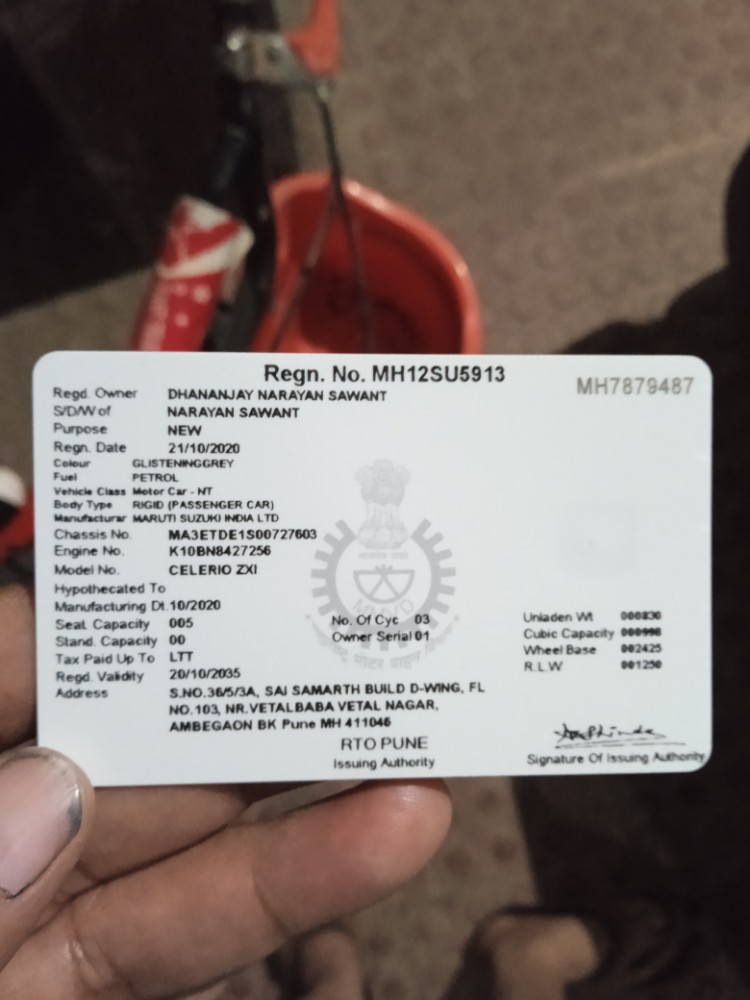 Regn. No. MH12SU5913
MH7879487
Regd. Owner DHANANJAY NARAYAN SAWANT
S/D/W of NARAYAN SAWANT
Purpose NEW
Regn. Date 21/10/2020
Colour GLISTENINGGREY
Fuel PETROL
Vehicle Class Motor Car - NT
Body Type RIGID (PASSENGER CAR)
Manufacturar MARUTI SUZUKI INDIA LTD
Chassis No. MA3ETDE1S00727603
Engine No. K10BN8427256
Model No. CELERIO ZXI
Hypothecated To
Manufacturing Dt. 10/2020
Seat Capacity 005
No. Of Cyc 03
Unladen Wt 000830
Stand. Capacity 00
Owner Serial 01
Cubic Capacity 000998
Tax Paid Up To LTT
Wheel Base 002425
Regd. Validity 20/10/2035
R.L.W 001250
Address S.NO.36/5/3A, SAI SAMARTH BUILD D-WING, FL
NO.103, NR.VETALBABA VETAL NAGAR,
AMBEGAON BK Pune MH 411046
RTO PUNE
Issuing Authority
Signature Of Issuing Authority
MMVD